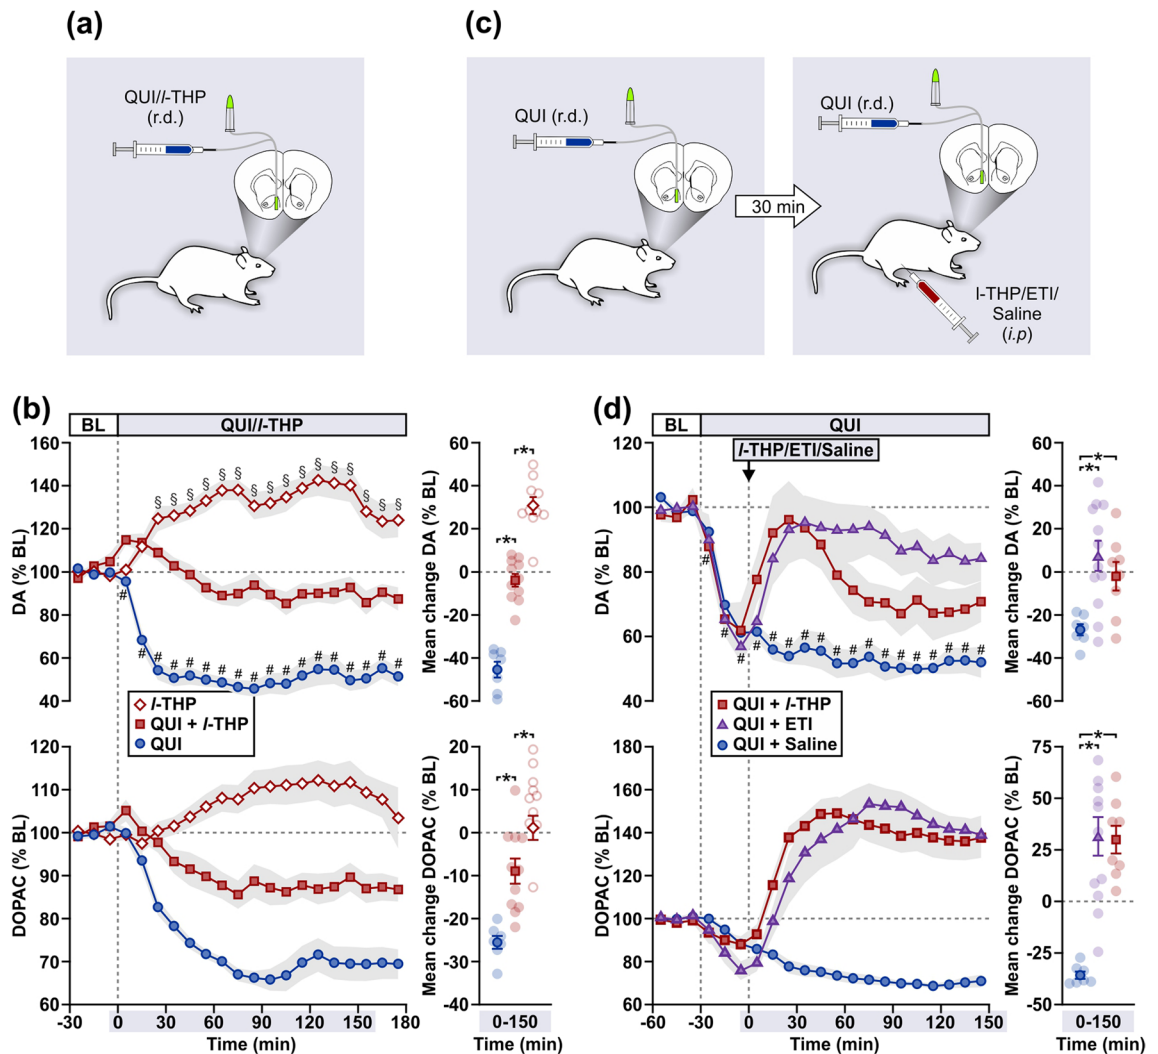 (a)
QUI/l-THP
(r.d.)
(c)
QUI (r.d.)
30 min
QUI (r.d.)
l-THP/ETI/
Saline
(i.p)
(b)
BL
QUI/l-THP
DA (% BL)
160
140
120
100
80
60
40
§ § § § § § § § § § § § § § § §
# # # # # # # # # # # # # # # # # #
l-THP
QUI + l-THP
QUI
Mean change DA (% BL)
60
40
20
0
-20
-40
-60
*
*
DOPAC (% BL)
120
110
100
90
80
70
60
-30 0 30 60 90 120 150 180
Time (min)
Mean change DOPAC (% BL)
20
10
0
-10
-20
-30
-40
*
*
0-150
Time (min)
(d)
BL
QUI
l-THP/ETI/Saline
DA (% BL)
120
100
80
60
40
# # # # # # # # # # # # # # # # #
QUI + l-THP
QUI + ETI
QUI + Saline
Mean change DA (% BL)
60
40
20
0
-20
-40
-60
*
*
DOPAC (% BL)
180
160
140
120
100
80
60
-60 -30 0 30 60 90 120 150
Time (min)
Mean change DOPAC (% BL)
75
50
25
0
-25
-50
*
*
0-150
Time (min)